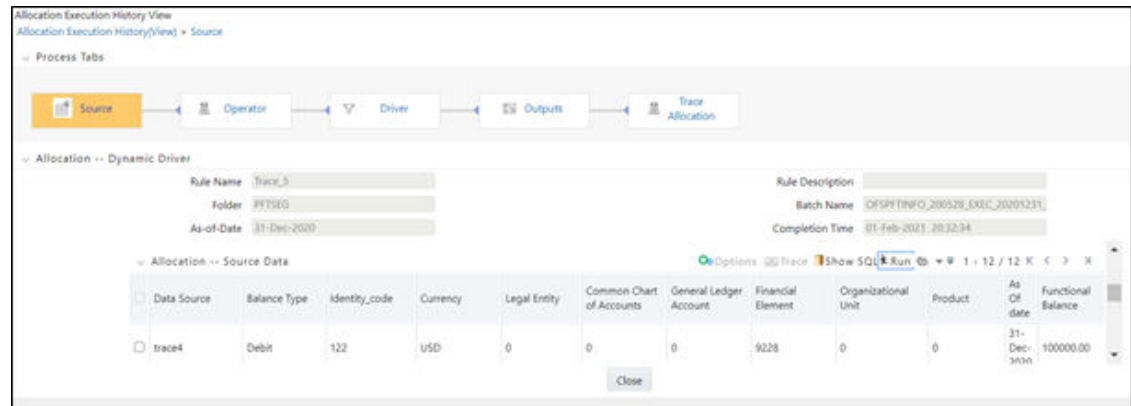 Allocation Execution History View
Allocation Execution History(View) » Source
Process Tabs
Source
Operator
Driver
Outputs
Trace Allocation
Allocation -- Dynamic Driver
Rule Name Trace_5 Rule Description
Folder PFTSEG Batch Name OFSPFTINFO_200528_EXEC_20201231_
As-of-Date 31-Dec-2020 Completion Time 01-Feb-2021 20:32:34
Allocation -- Source Data Options Trace Show SQL Run 1 - 12 / 12
Data Source Balance Type Identity_code Currency Legal Entity Common Chart of Accounts General Ledger Account Financial Element Organizational Unit Product As Of date Functional Balance
trace4 Debit 122 USD 0 0 0 9228 0 0 31-Dec-2020 100000.00
Close